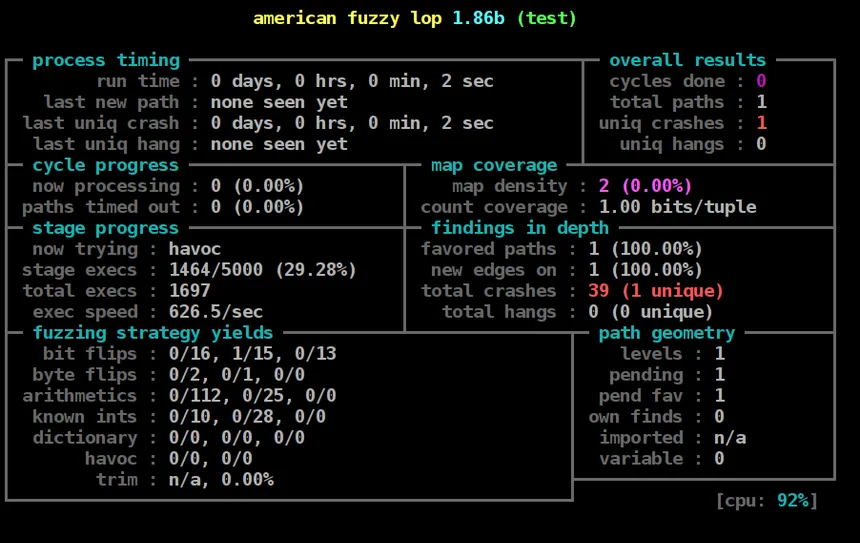 american fuzzy lop 1.86b (test)
process timing overall results
run time : 0 days, 0 hrs, 0 min, 2 sec cycles done : 0
last new path : none seen yet total paths : 1
last uniq crash : 0 days, 0 hrs, 0 min, 2 sec uniq crashes : 1
last uniq hang : none seen yet uniq hangs : 0
cycle progress map coverage
now processing : 0 (0.00%) map density : 2 (0.00%)
paths timed out : 0 (0.00%) count coverage : 1.00 bits/tuple
stage progress findings in depth
now trying : havoc favored paths : 1 (100.00%)
stage execs : 1464/5000 (29.28%) new edges on : 1 (100.00%)
total execs : 1697 total crashes : 39 (1 unique)
exec speed : 626.5/sec total hangs : 0 (0 unique)
fuzzing strategy yields path geometry
bit flips : 0/16, 1/15, 0/13 levels : 1
byte flips : 0/2, 0/1, 0/0 pending : 1
arithmetics : 0/112, 0/25, 0/0 pend fav : 1
known ints : 0/10, 0/28, 0/0 own finds : 0
dictionary : 0/0, 0/0, 0/0 imported : n/a
havoc : 0/0, 0/0 variable : 0
trim : n/a, 0.00%
[cpu: 92%]